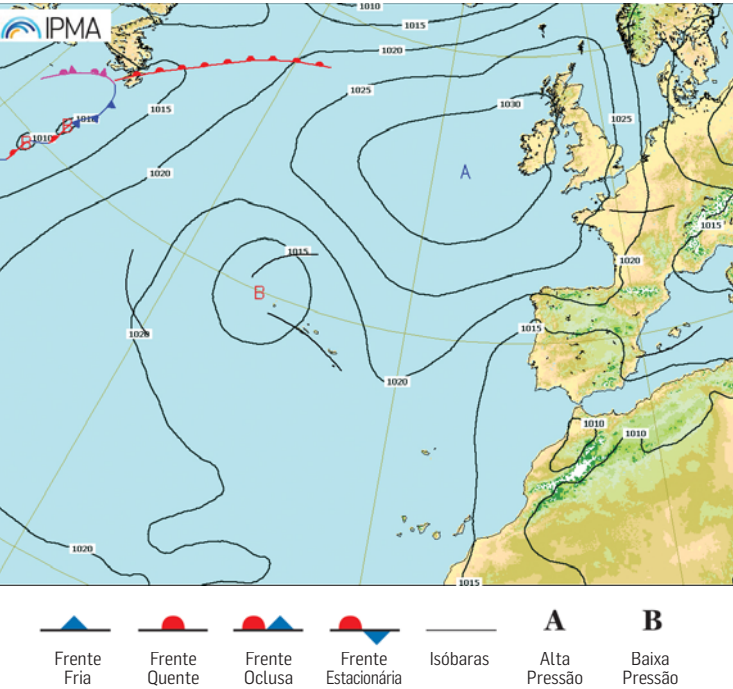 IPMA
1010
1015
1020
1025
1015
1030
1025
1010
1020
A
1015
1015
B
1020
1020
1015
1020
1010
1010
1020
1015
A
B
Frente Fria
Frente Quente
Frente Oclusa
Frente Estacionária
Isóbaras
Alta Pressão
Baixa Pressão